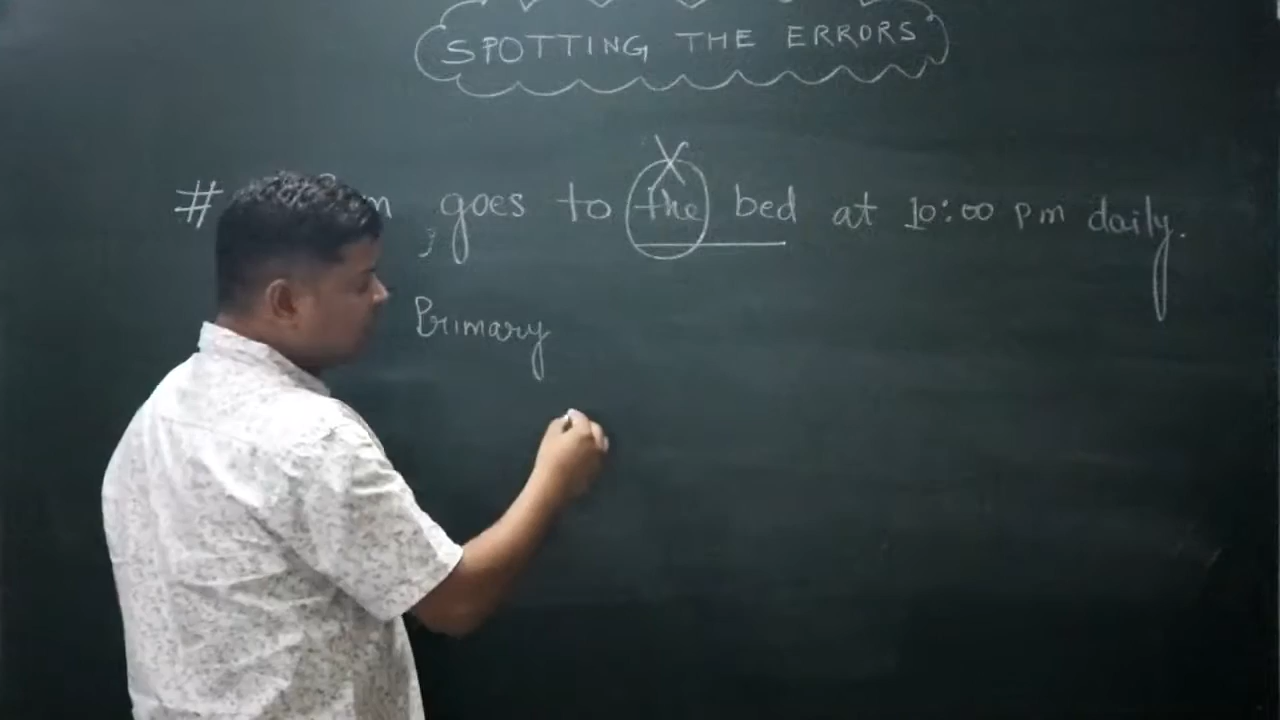 SPOTTING THE ERRORS
# goes to the bed at 10:00 pm daily.
Primary